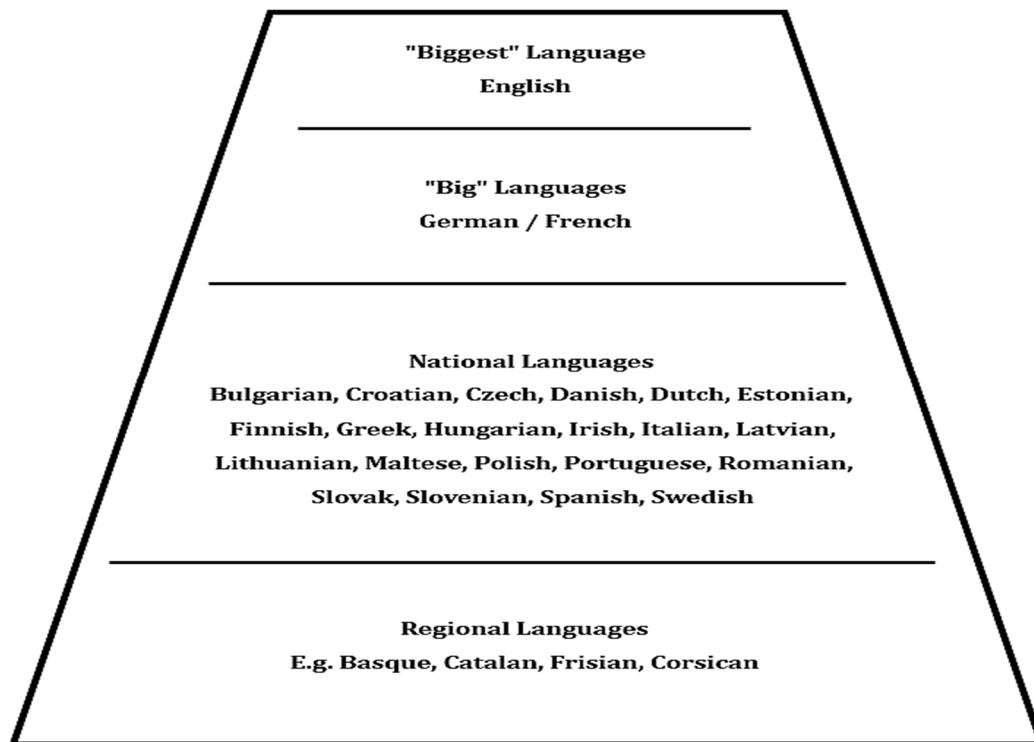 "Biggest" Language
English
"Big" Languages
German / French
National Languages
Bulgarian, Croatian, Czech, Danish, Dutch, Estonian,
Finnish, Greek, Hungarian, Irish, Italian, Latvian,
Lithuanian, Maltese, Polish, Portuguese, Romanian,
Slovak, Slovenian, Spanish, Swedish
Regional Languages
E.g. Basque, Catalan, Frisian, Corsican